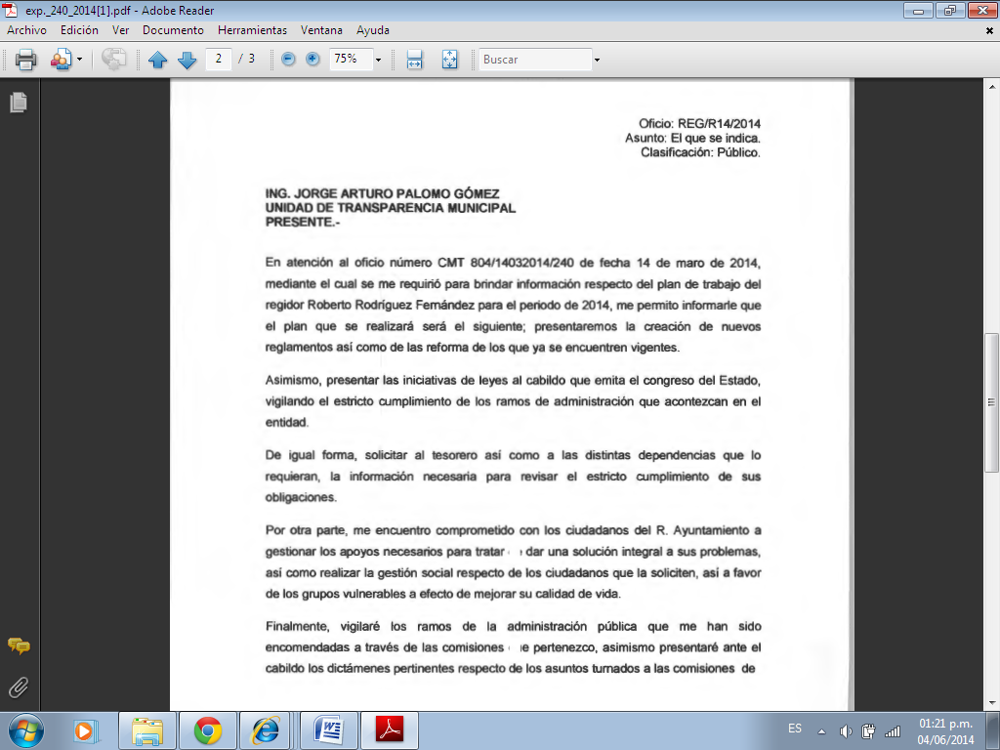 exp._240_2014[1].pdf - Adobe Reader
Archivo Edición Ver Documento Herramientas Ventana Ayuda
2 / 3 75% Buscar
Oficio: REG/R14/2014
Asunto: El que se indica.
Clasificación: Público.
ING. JORGE ARTURO PALOMO GÓMEZ
UNIDAD DE TRANSPARENCIA MUNICIPAL
PRESENTE.-
En atención al oficio número CMT 804/14032014/240 de fecha 14 de maro de 2014,
mediante el cual se me requirió para brindar información respecto del plan de trabajo del
regidor Roberto Rodríguez Fernández para el periodo de 2014, me permito informarle que
el plan que se realizará será el siguiente; presentaremos la creación de nuevos
reglamentos así como de las reforma de los que ya se encuentren vigentes.
Asimismo, presentar las iniciativas de leyes al cabildo que emita el congreso del Estado,
vigilando el estricto cumplimiento de los ramos de administración que acontezcan en el
entidad.
De igual forma, solicitar al tesorero así como a las distintas dependencias que lo
requieran, la información necesaria para revisar el estricto cumplimiento de sus
obligaciones.
Por otra parte, me encuentro comprometido con los ciudadanos del R. Ayuntamiento a
gestionar los apoyos necesarios para tratar dar una solución integral a sus problemas,
así como realizar la gestión social respecto de los ciudadanos que la soliciten, así a favor
de los grupos vulnerables a efecto de mejorar su calidad de vida.
Finalmente, vigilaré los ramos de la administración pública que me han sido
encomendadas a través de las comisiones pertenezco, asimismo presentaré ante el
cabildo los dictámenes pertinentes respecto de los asuntos turnados a las comisiones de
ES 01:21 p.m.
04/06/2014